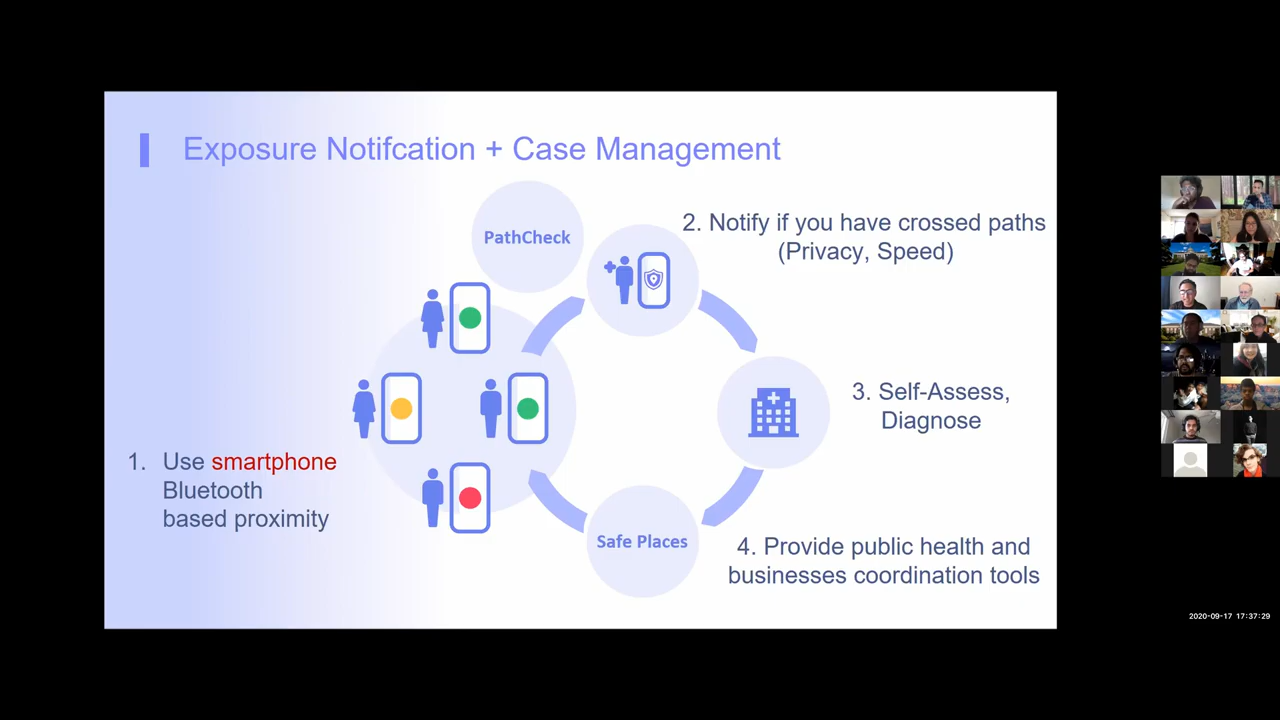 Exposure Notifcation + Case Management
PathCheck
2. Notify if you have crossed paths
(Privacy, Speed)
3. Self-Assess,
Diagnose
1. Use smartphone
Bluetooth
based proximity
Safe Places
4. Provide public health and
businesses coordination tools
2020-09-17 17:37:29